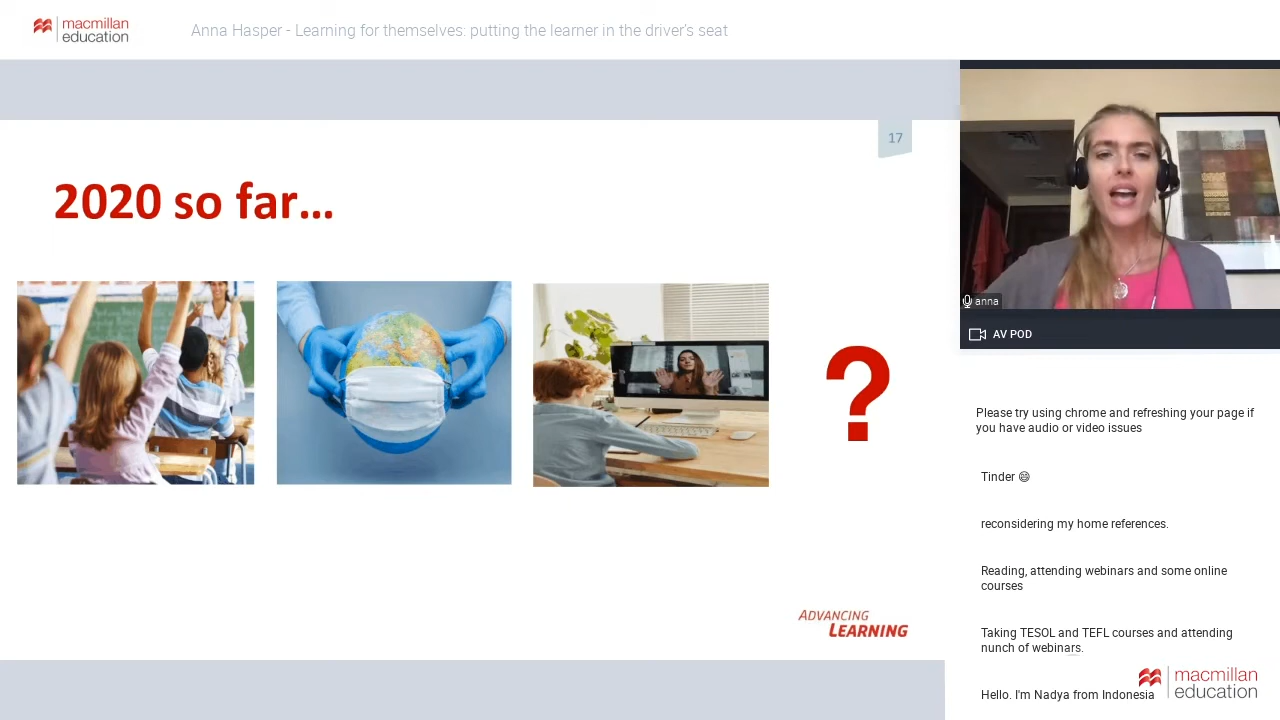 macmillan
education
Anna Hasper - Learning for themselves: putting the learner in the driver's seat
17
2020 so far...
?
ADVANCING
LEARNING
anna
AV POD
Please try using chrome and refreshing your page if
you have audio or video issues
Tinder 😄
reconsidering my home references.
Reading, attending webinars and some online
courses
Taking TESOL and TEFL courses and attending
nunch of webinars.
Hello. I'm Nadya from Indonesia
macmillan
education